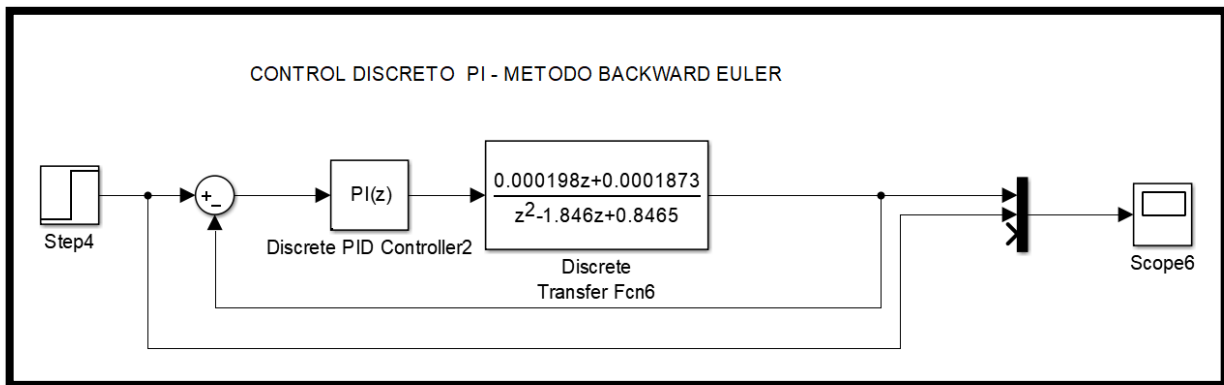 CONTROL DISCRETO PI - METODO BACKWARD EULER
Step4
+
-
PI(z)
Discrete PID Controller2
0.000198z+0.0001873
z²-1.846z+0.8465
Discrete
Transfer Fcn6
Scope6